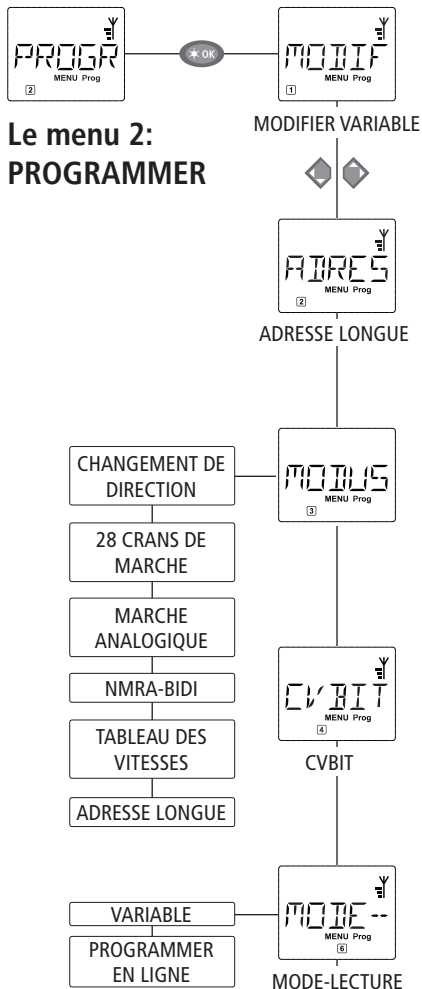 PROGR
MENU Prog
2
✶ OK
MODIF
MENU Prog
1
Le menu 2:
PROGRAMMER
MODIFIER VARIABLE
ADRES
MENU Prog
2
ADRESSE LONGUE
MODUS
MENU Prog
3
CHANGEMENT DE
DIRECTION
28 CRANS DE
MARCHE
MARCHE
ANALOGIQUE
NMRA-BIDI
TABLEAU DES
VITESSES
ADRESSE LONGUE
CVBIT
MENU Prog
4
CVBIT
MODE--
MENU Prog
6
VARIABLE
PROGRAMMER
EN LIGNE
MODE-LECTURE